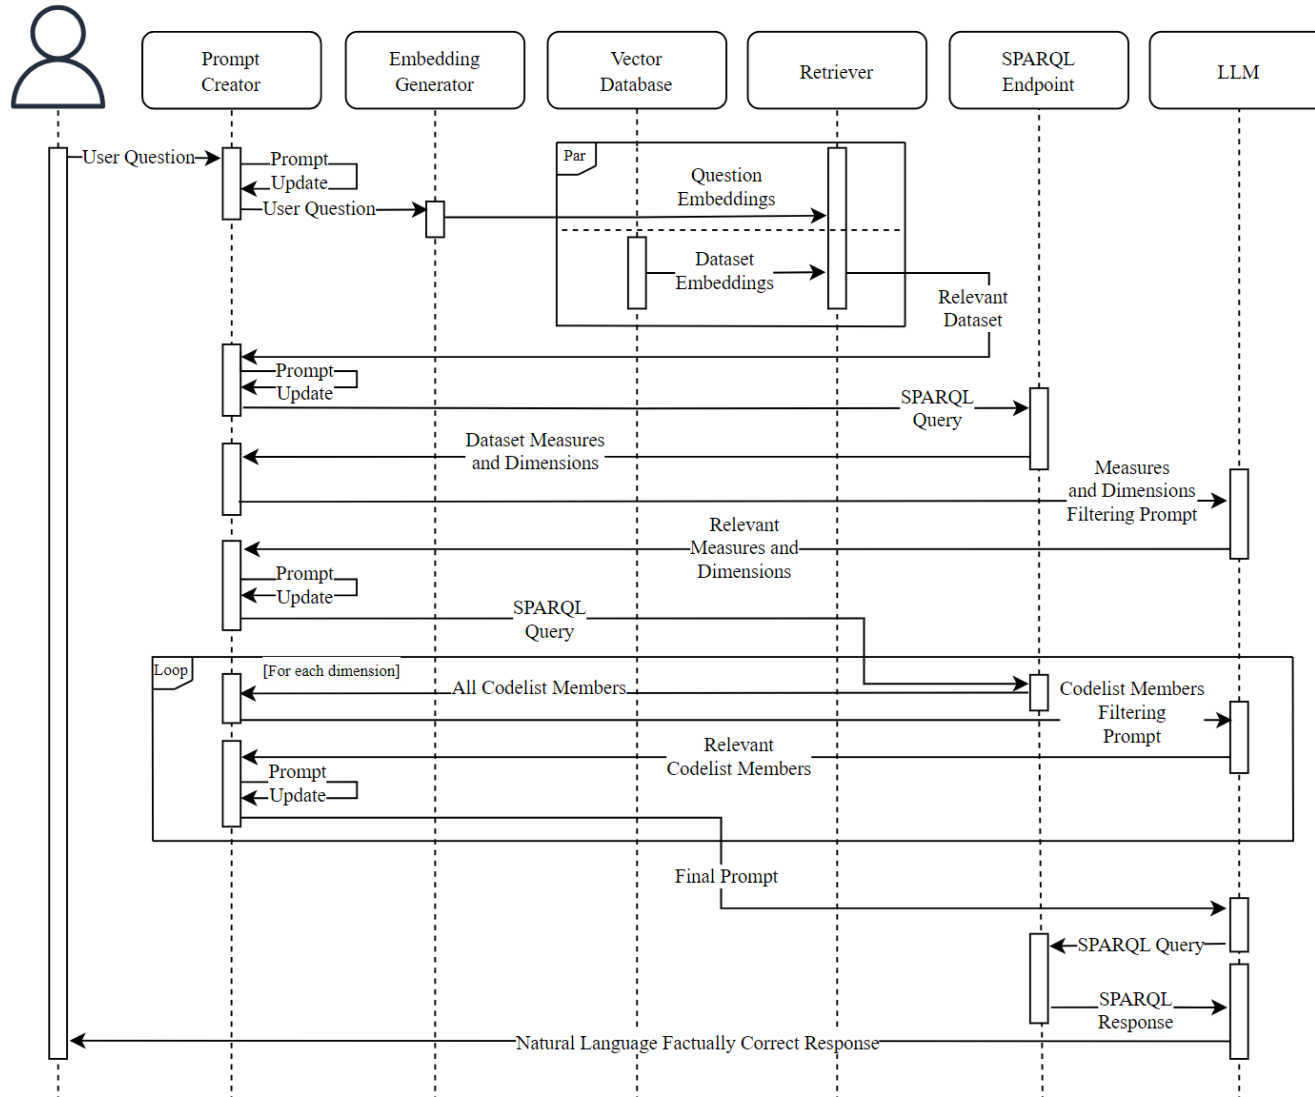 Prompt
Creator
Embedding
Generator
Vector
Database
Retriever
SPARQL
Endpoint
LLM
User Question
Prompt
Update
User Question
Par
Question
Embeddings
Dataset
Embeddings
Relevant
Dataset
Prompt
Update
SPARQL
Query
Dataset Measures
and Dimensions
Measures
and Dimensions
Filtering Prompt
Relevant
Measures and
Dimensions
Prompt
Update
SPARQL
Query
Loop
[For each dimension]
All Codelist Members
Codelist Members
Filtering
Prompt
Relevant
Codelist Members
Prompt
Update
Final Prompt
SPARQL Query
SPARQL
Response
Natural Language Factually Correct Response